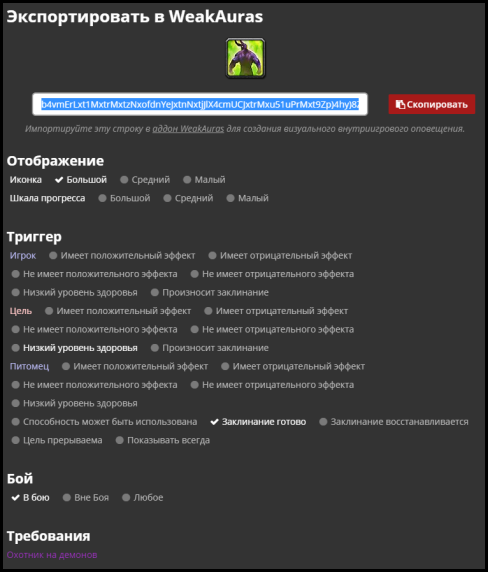 Экспортировать в WeakAuras
Скопировать
Импортируйте эту строку в аддон WeakAuras для создания визуального внутриигрового оповещения.
Отображение
Иконка Большой Средний Малый
Шкала прогресса Большой Средний Малый
Триггер
Игрок Имеет положительный эффект Имеет отрицательный эффект
Не имеет положительного эффекта Не имеет отрицательного эффекта
Низкий уровень здоровья Произносит заклинание
Цель Имеет положительный эффект Имеет отрицательный эффект
Не имеет положительного эффекта Не имеет отрицательного эффекта
Низкий уровень здоровья Произносит заклинание
Питомец Имеет положительный эффект Имеет отрицательный эффект
Не имеет положительного эффекта Не имеет отрицательного эффекта
Низкий уровень здоровья
Способность может быть использована Заклинание готово Заклинание восстанавливается
Цель прерываема Показывать всегда
Бой
В бою Вне Боя Любое
Требования
Охотник на демонов